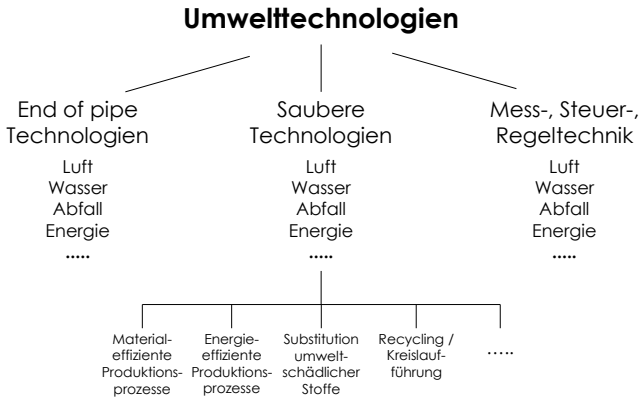 Umwelttechnologien
End of pipe
Technologien
Luft
Wasser
Abfall
Energie
.....
Saubere
Technologien
Luft
Wasser
Abfall
Energie
.....
Mess-, Steuer-,
Regeltechnik
Luft
Wasser
Abfall
Energie
.....
Material-
effiziente
Produktions-
prozesse
Energie-
effiziente
Produktions-
prozesse
Substitution
umwelt-
schädlicher
Stoffe
Recycling /
Kreislauf-
führung
.....